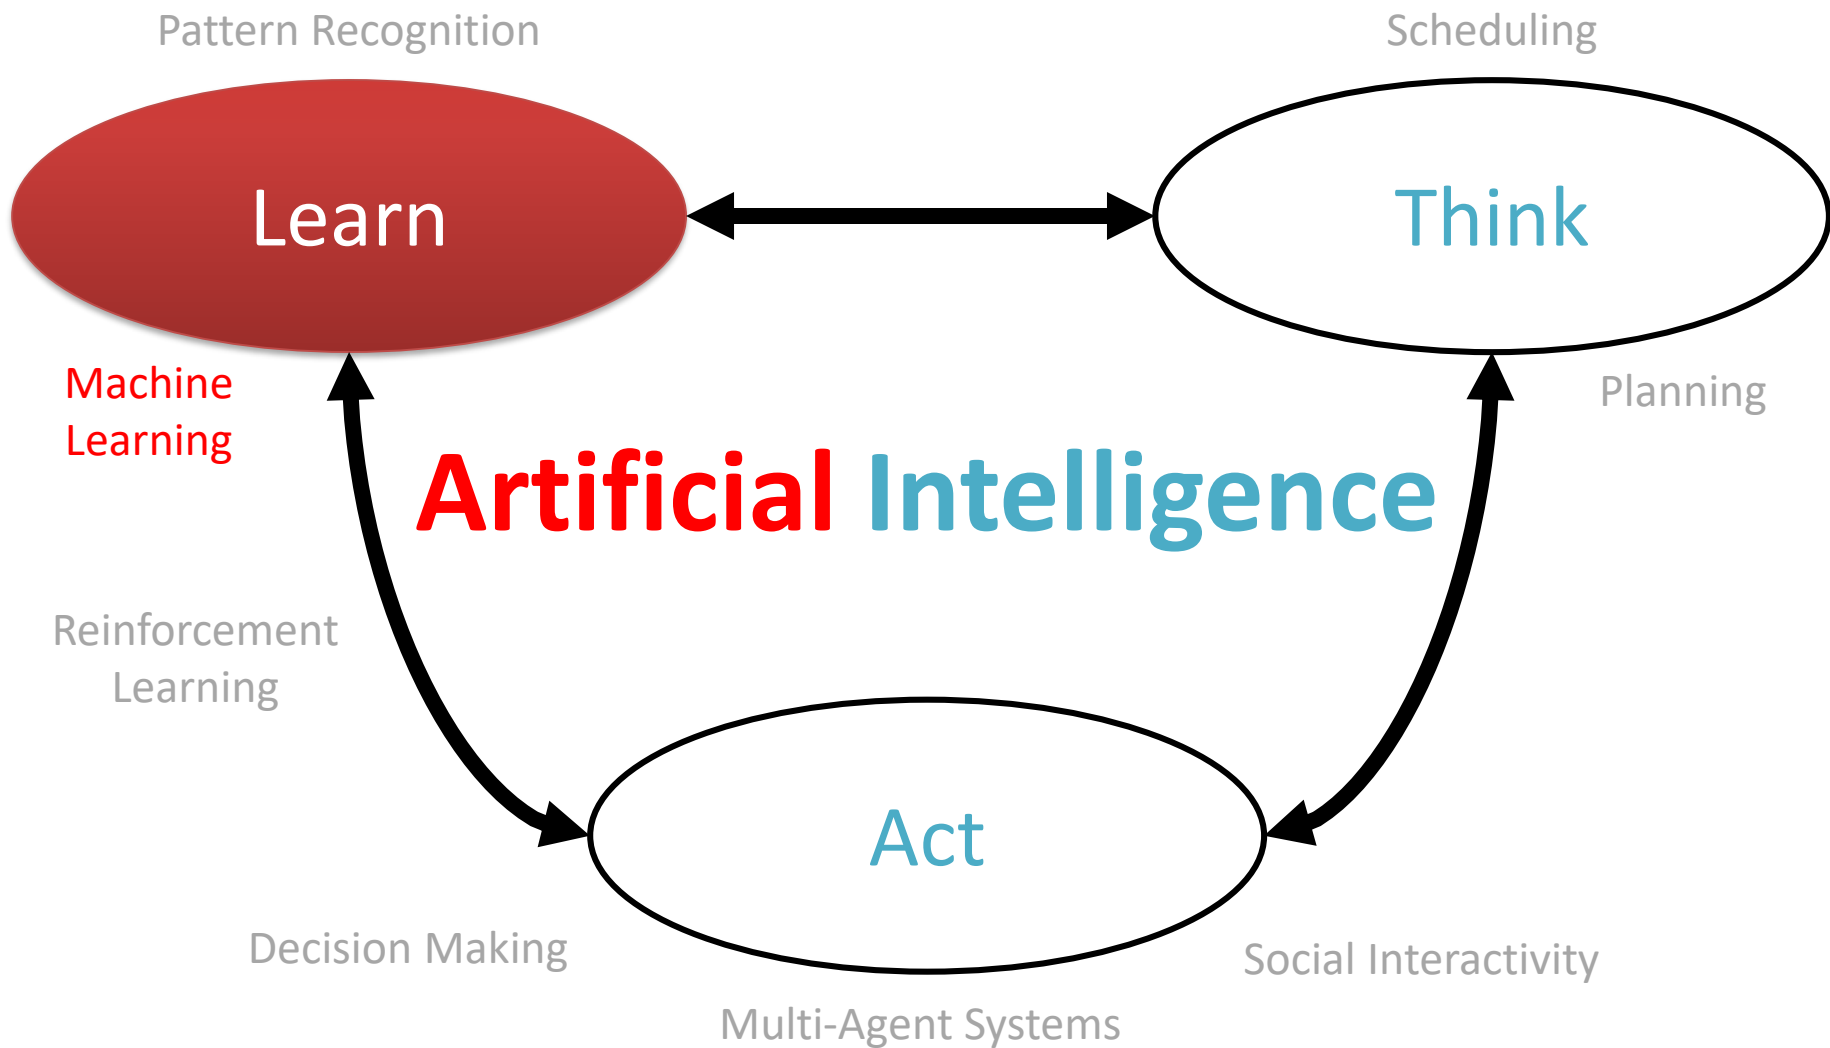 Pattern Recognition
Scheduling
Learn
Think
Machine
Learning
Planning
Artificial Intelligence
Reinforcement
Learning
Act
Decision Making
Social Interactivity
Multi-Agent Systems